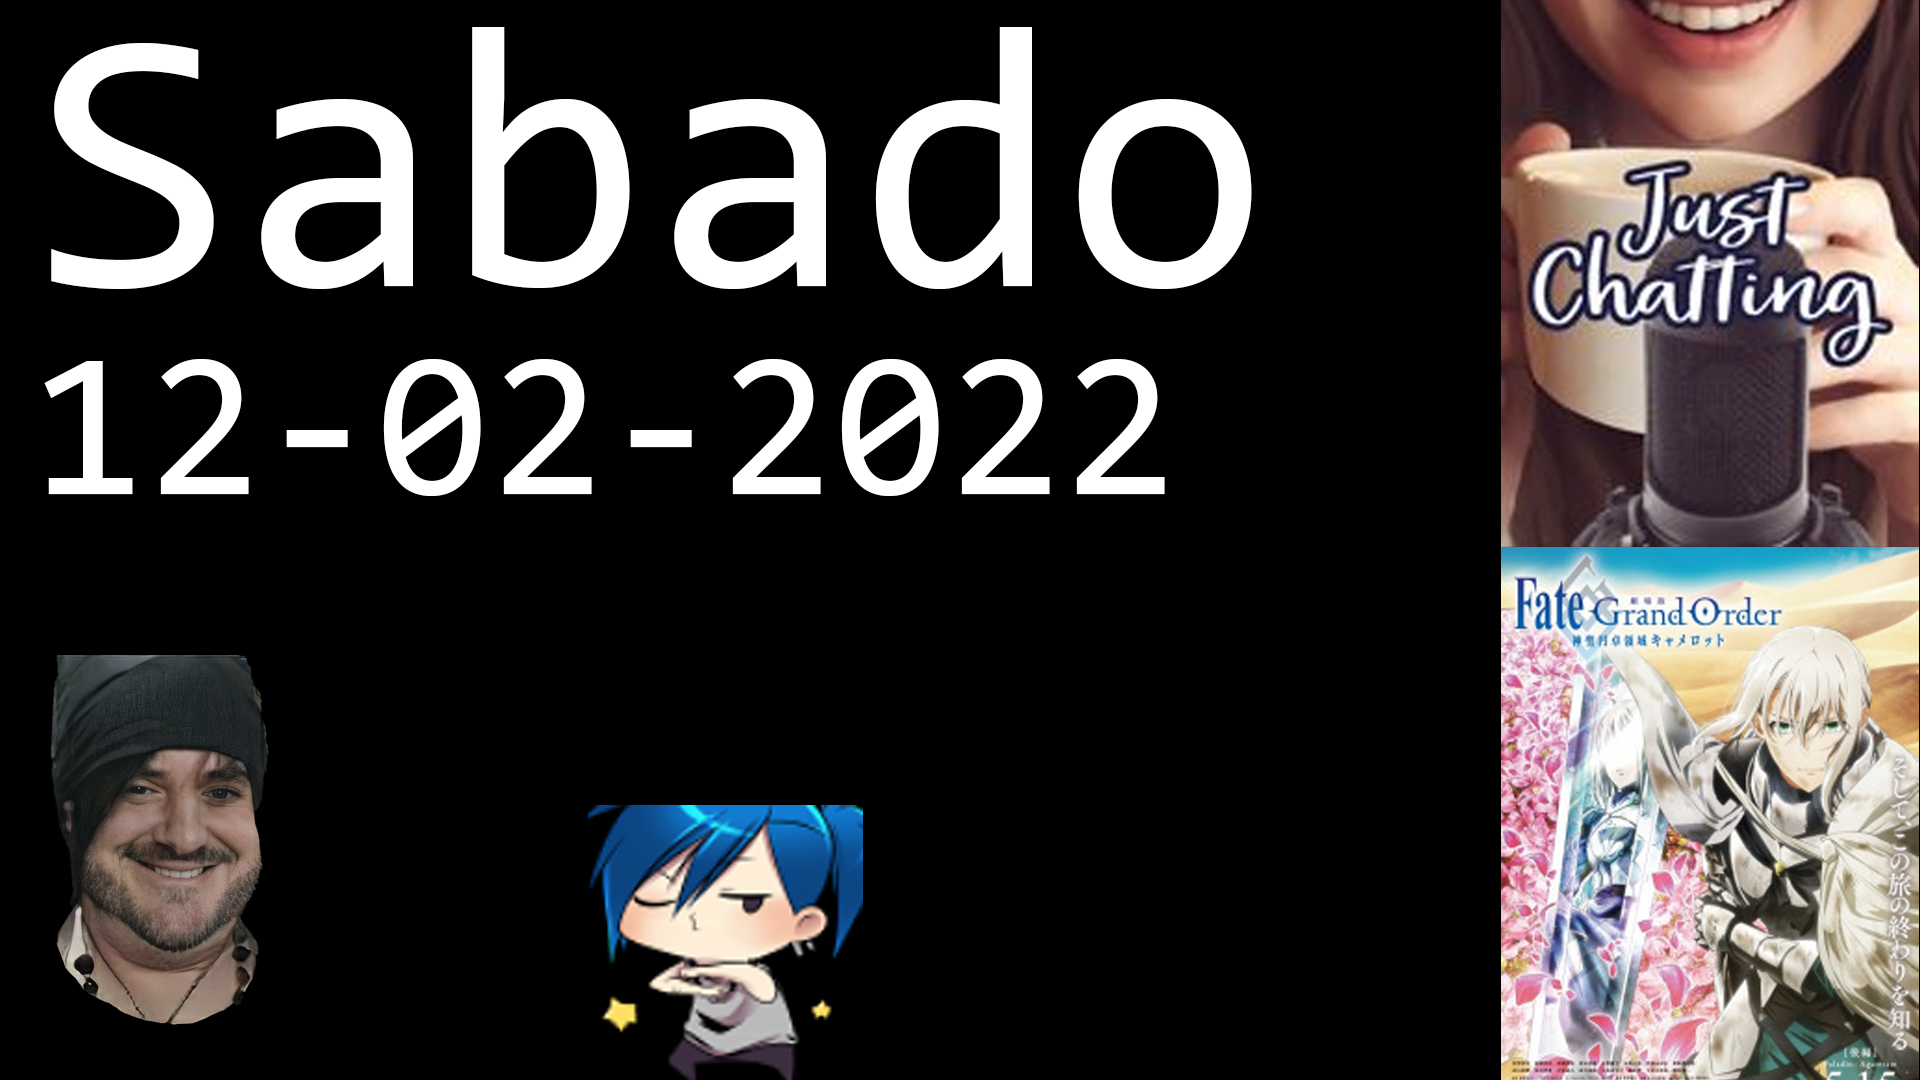 Sabado
12-02-2022
Just
Chatting
Fate Grand Order
劇場版
神聖円卓領域キャメロット
そして、この旅の終わりを知る
[後編]
Paladin; Agateram
5.15